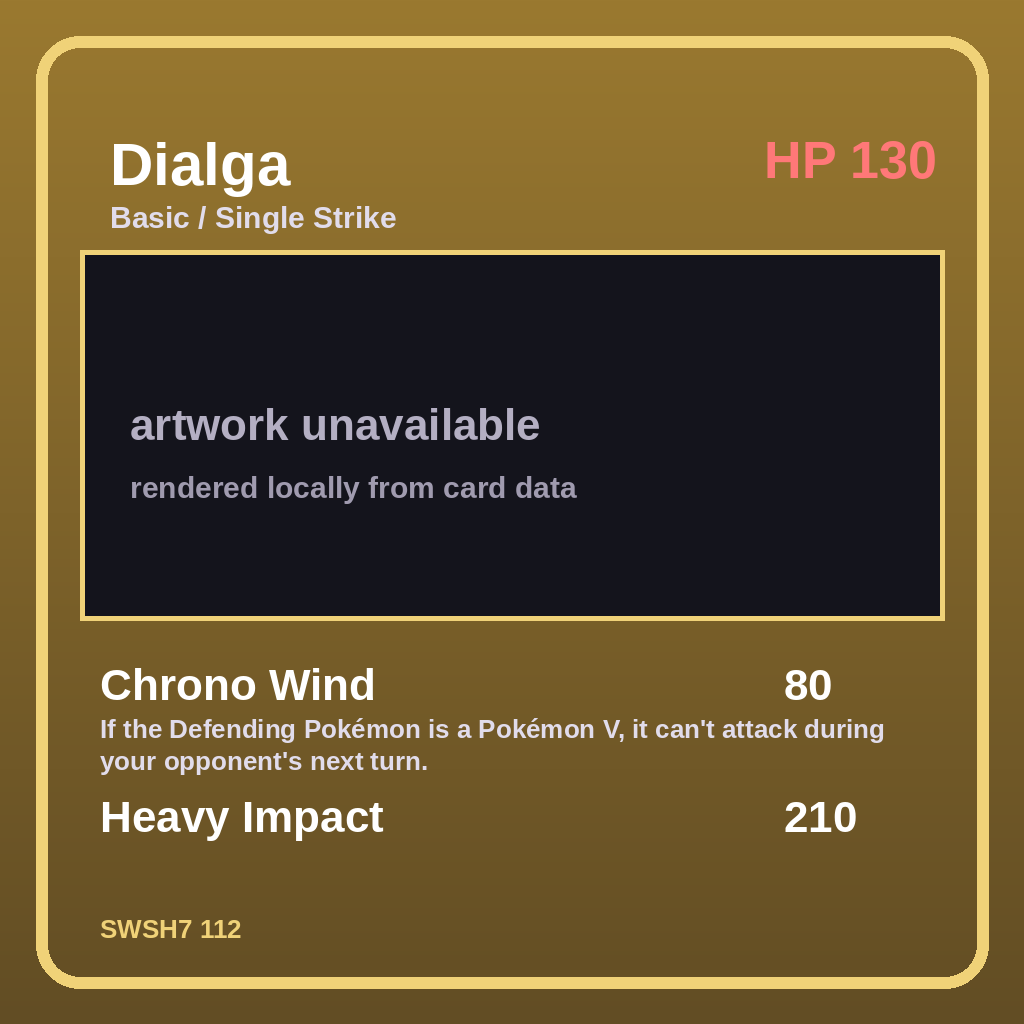 Dialga
HP 130
Basic / Single Strike
artwork unavailable
rendered locally from card data
Chrono Wind 80
If the Defending Pokémon is a Pokémon V, it can't attack during
your opponent's next turn.
Heavy Impact 210
SWSH7 112